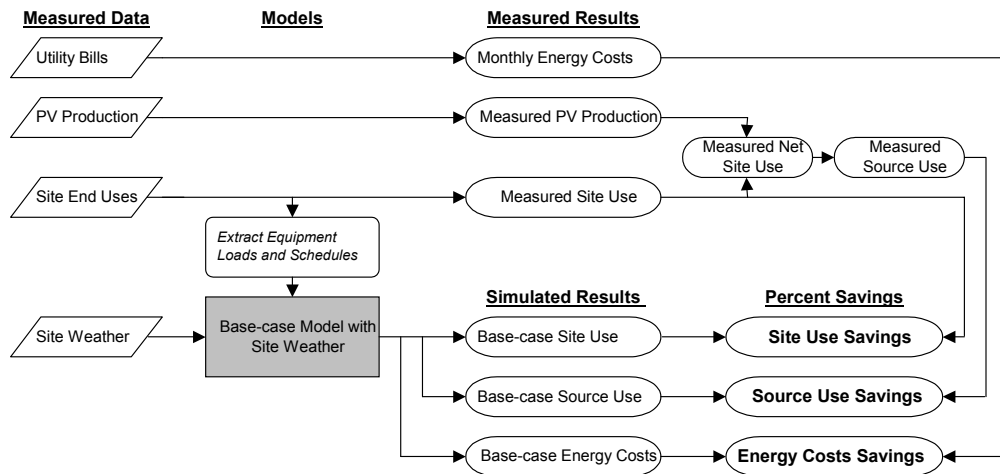 Measured Data
Models
Measured Results
Utility Bills
Monthly Energy Costs
PV Production
Measured PV Production
Measured Net
Site Use
Measured
Source Use
Site End Uses
Measured Site Use
Extract Equipment
Loads and Schedules
Simulated Results
Percent Savings
Site Weather
Base-case Model with
Site Weather
Base-case Site Use
Site Use Savings
Base-case Source Use
Source Use Savings
Base-case Energy Costs
Energy Costs Savings